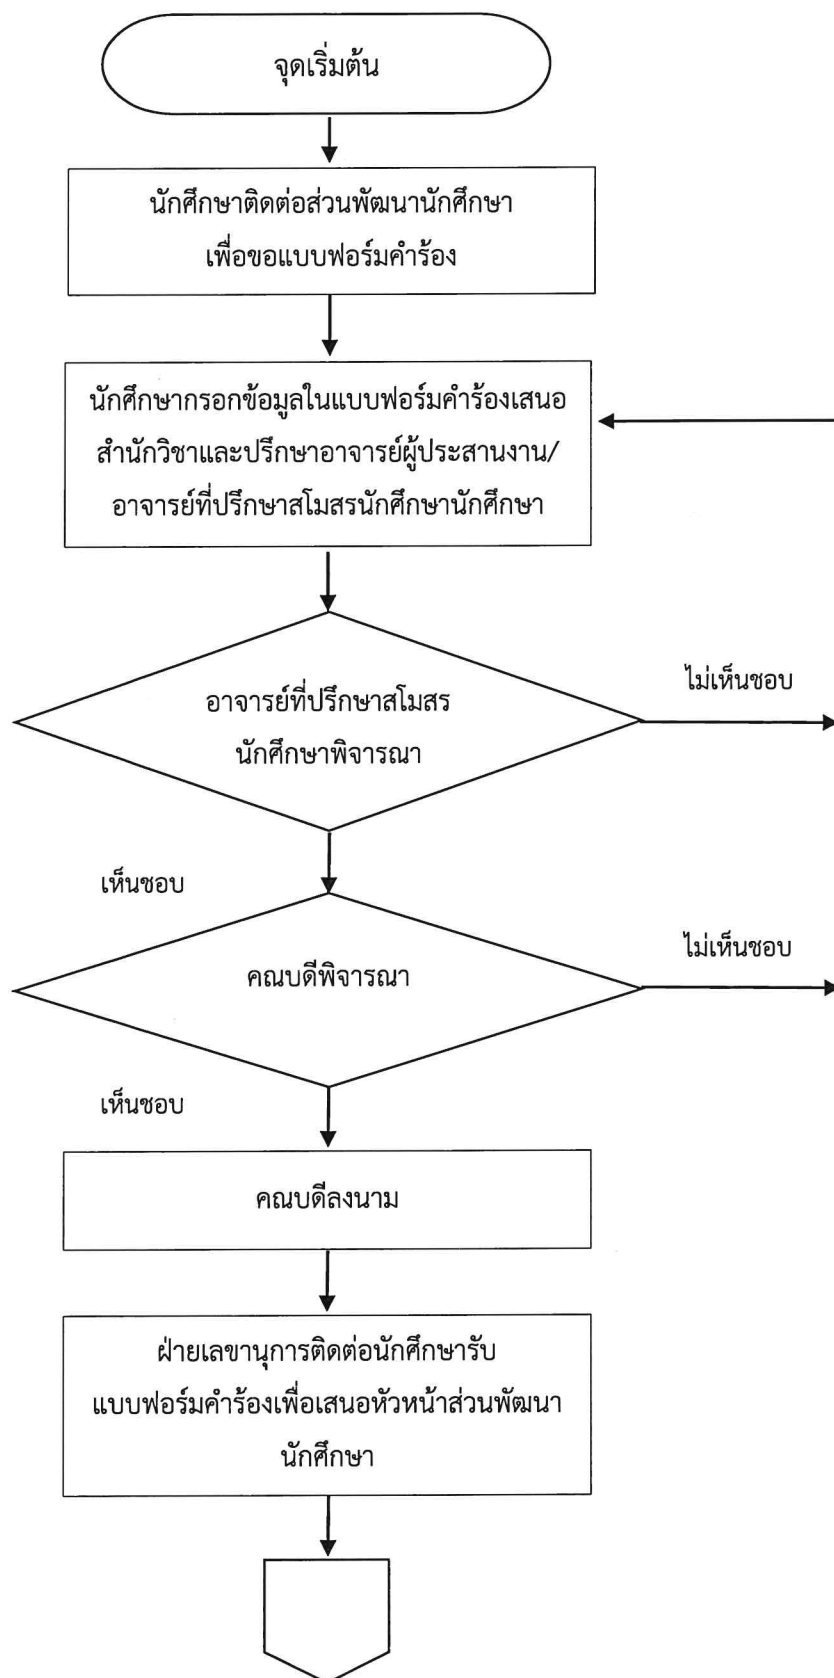 จุดเริ่มต้น
นักศึกษาติดต่อส่วนพัฒนานักศึกษา
เพื่อขอแบบฟอร์มคำร้อง
นักศึกษากรอกข้อมูลในแบบฟอร์มคำร้องเสนอ
สำนักวิชาและปรึกษาอาจารย์ผู้ประสานงาน/
อาจารย์ที่ปรึกษาสโมสรนักศึกษานักศึกษา
ไม่เห็นชอบ
อาจารย์ที่ปรึกษาสโมสร
นักศึกษาพิจารณา
เห็นชอบ
ไม่เห็นชอบ
คณบดีพิจารณา
เห็นชอบ
คณบดีลงนาม
ฝ่ายเลขานุการติดต่อนักศึกษารับ
แบบฟอร์มคำร้องเพื่อเสนอหัวหน้าส่วนพัฒนา
นักศึกษา